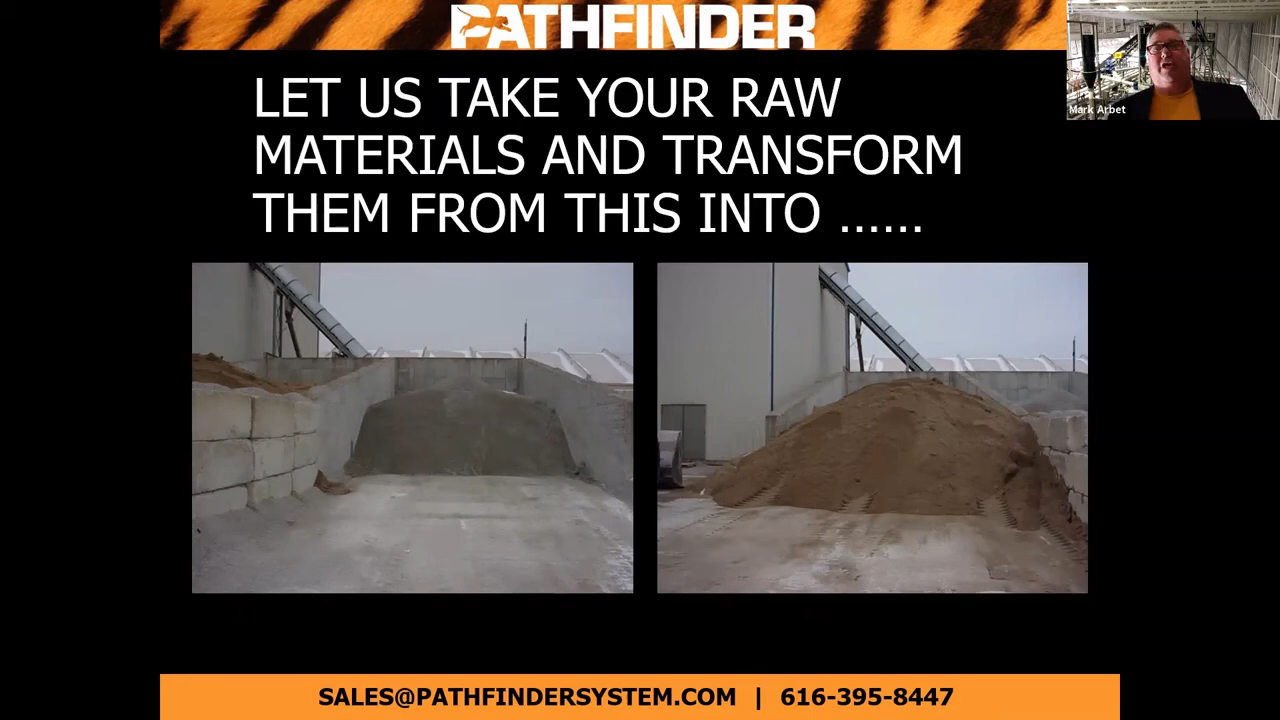 PATHFINDER
Mark Arbet
LET US TAKE YOUR RAW
MATERIALS AND TRANSFORM
THEM FROM THIS INTO ......
SALES@PATHFINDERSYSTEM.COM | 616-395-8447